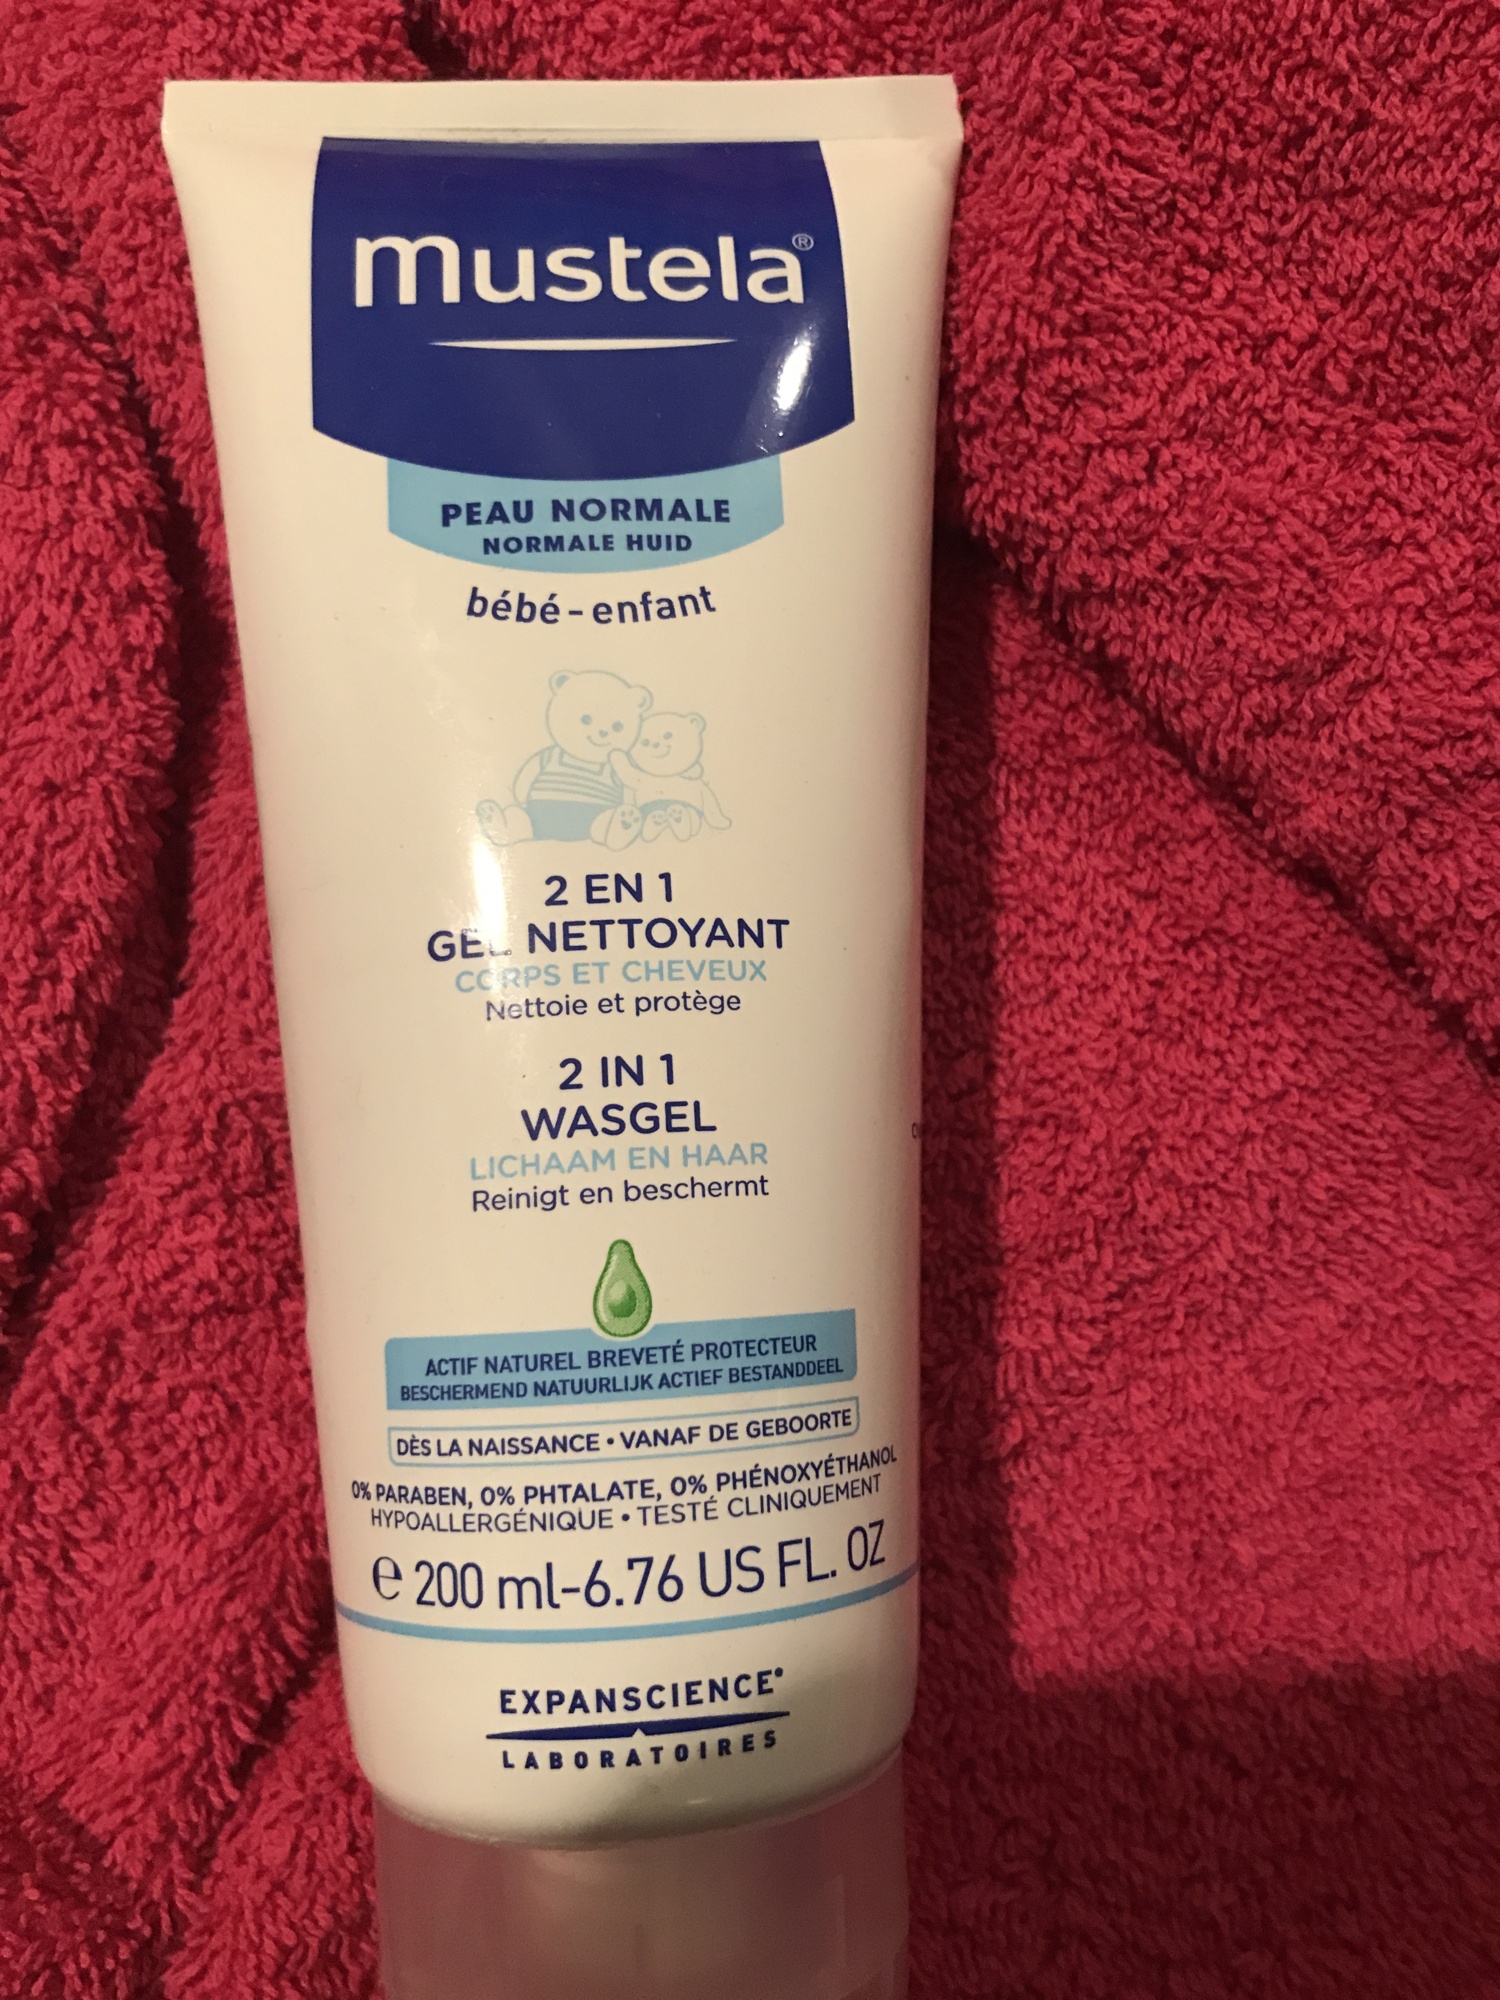 mustela®
PEAU NORMALE
NORMALE HUID
bébé-enfant
2 EN 1
GEL NETTOYANT
CORPS ET CHEVEUX
Nettoie et protège
2 IN 1
WASGEL
LICHAAM EN HAAR
Reinigt en beschermt
ACTIF NATUREL BREVETÉ PROTECTEUR
BESCHERMEND NATUURLIJK ACTIEF BESTANDDEEL
DÈS LA NAISSANCE • VANAF DE GEBOORTE
0% PARABEN, 0% PHTALATE, 0% PHÉNOXYÉTHANOL
HYPOALLERGÉNIQUE • TESTÉ CLINIQUEMENT
℮ 200 ml-6.76 US FL. OZ
EXPANSCIENCE®
LABORATOIRES